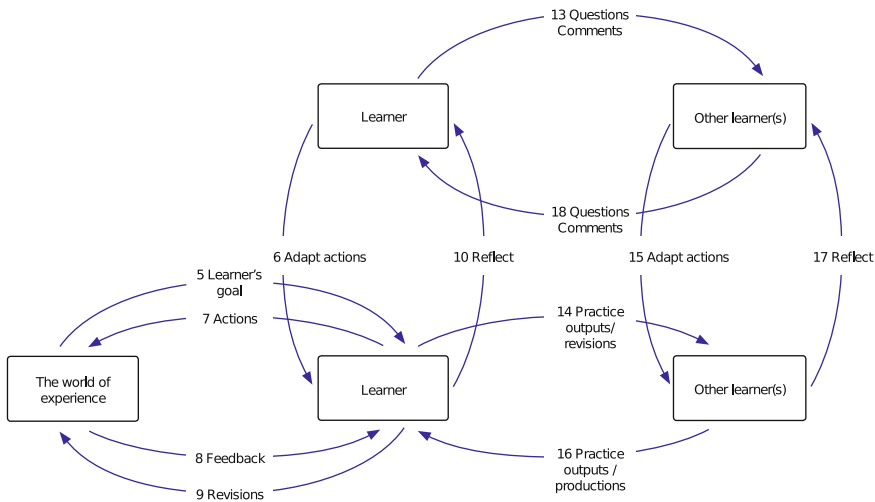 13 Questions
Comments
Learner
Other learner(s)
18 Questions
Comments
6 Adapt actions
10 Reflect
15 Adapt actions
17 Reflect
5 Learner's
goal
7 Actions
14 Practice
outputs/
revisions
The world of
experience
Learner
Other learner(s)
8 Feedback
9 Revisions
16 Practice
outputs /
productions